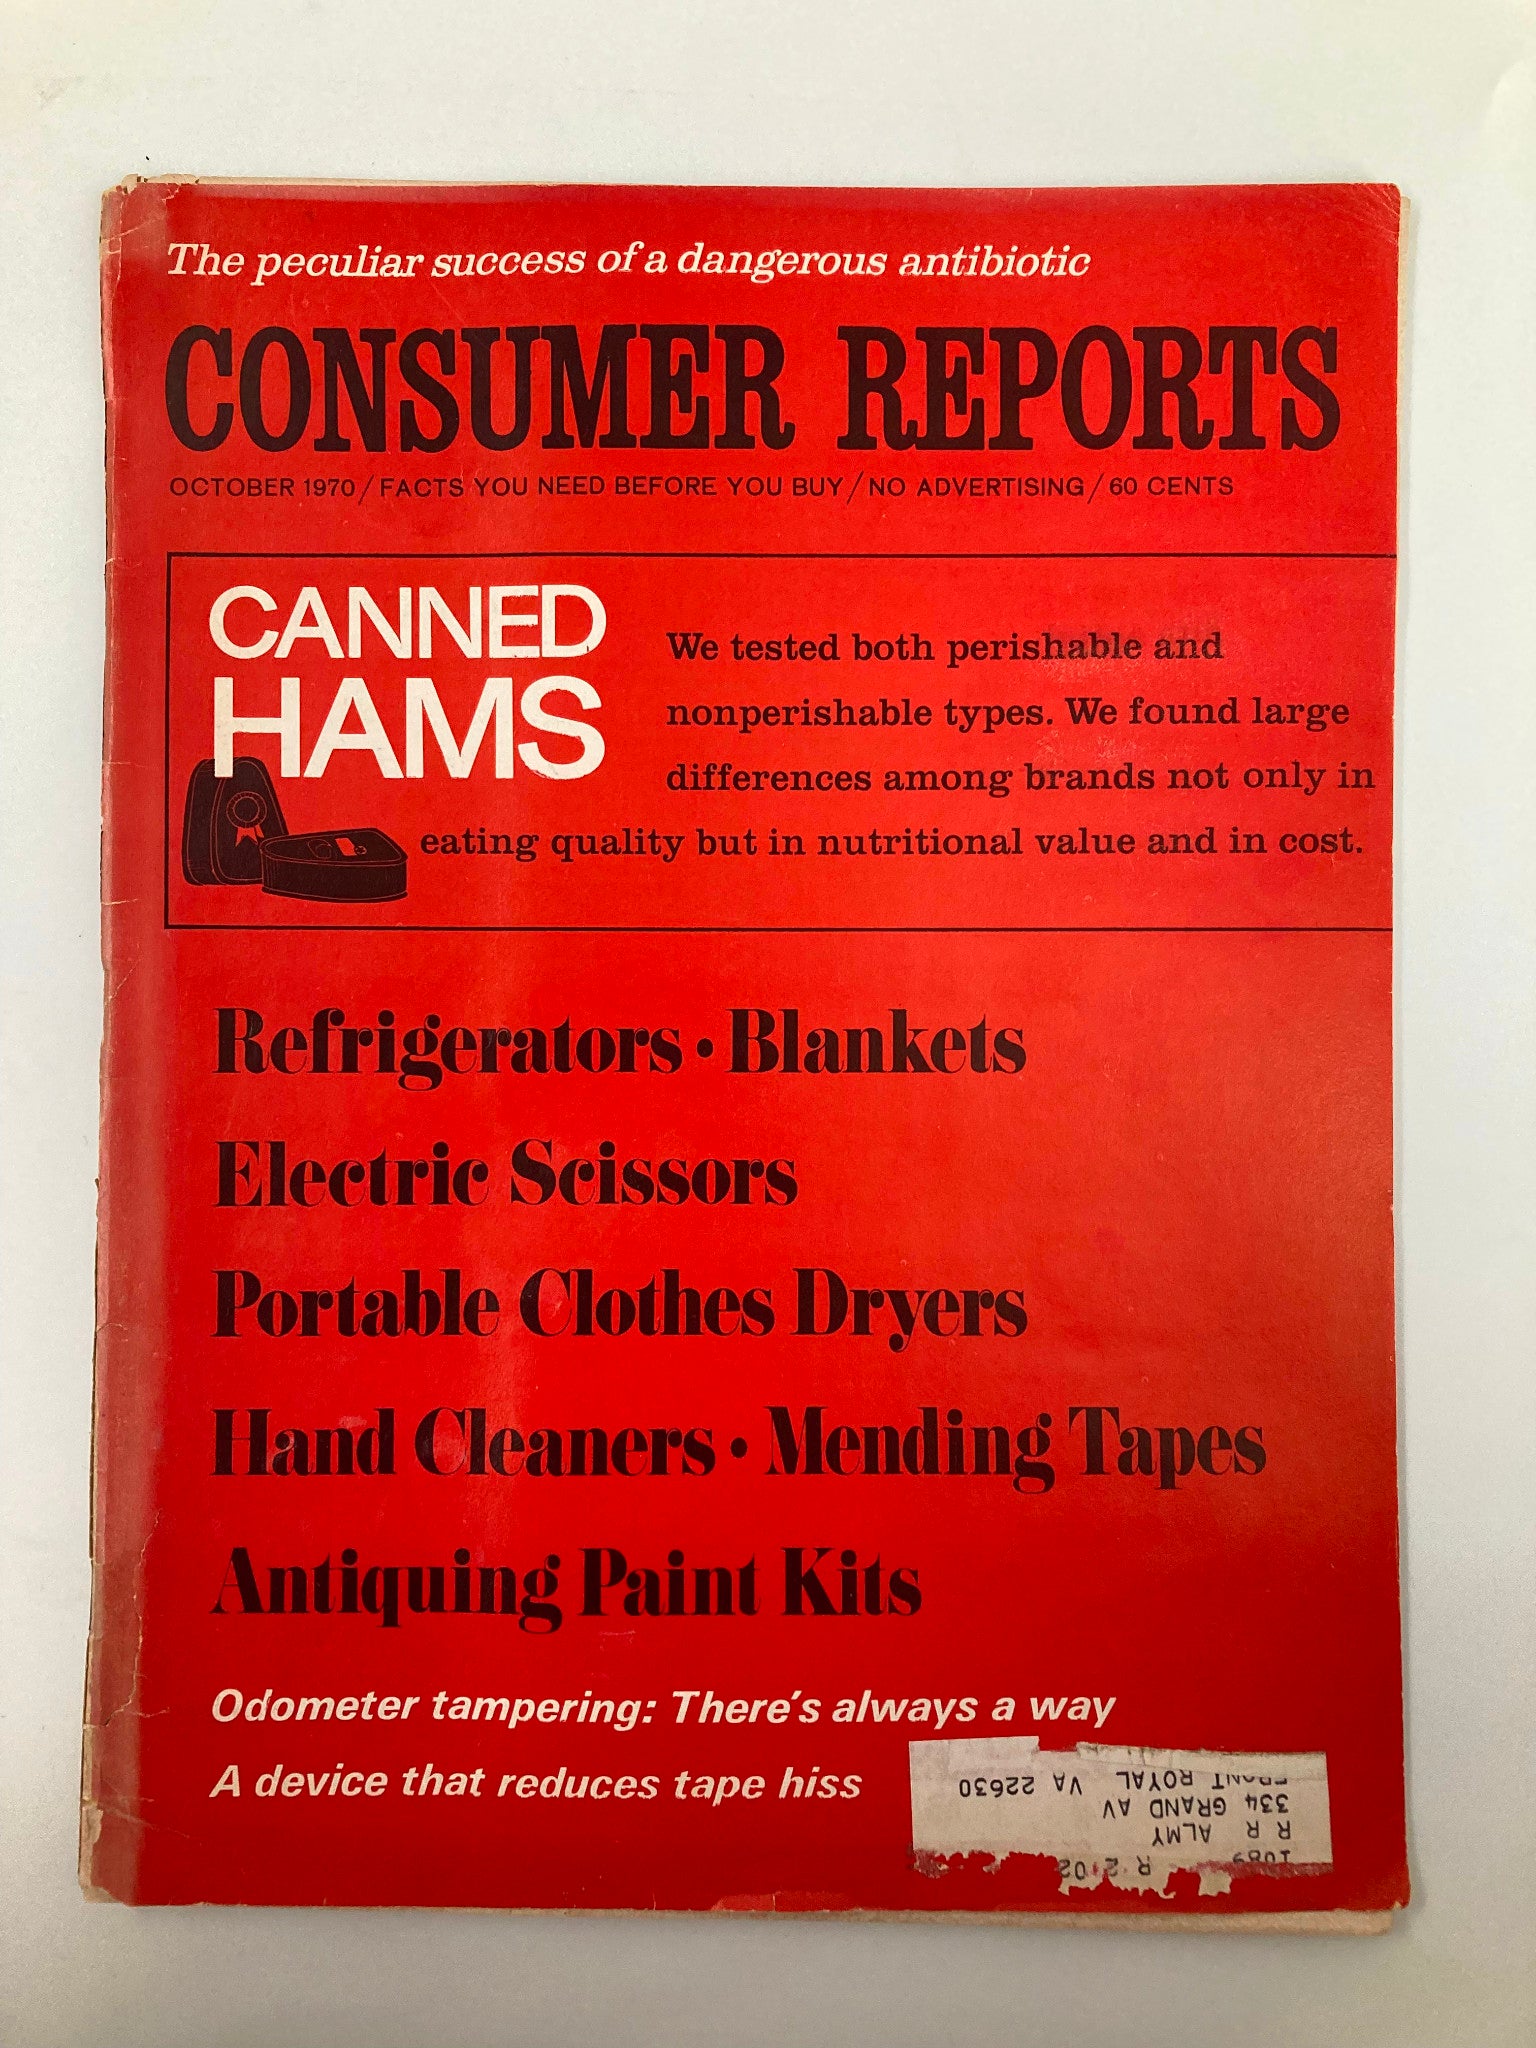 The peculiar success of a dangerous antibiotic
CONSUMER REPORTS
OCTOBER 1970/FACTS YOU NEED BEFORE YOU BUY/NO ADVERTISING/60 CENTS
CANNED
HAMS
We tested both perishable and
nonperishable types. We found large
differences among brands not only in
eating quality but in nutritional value and in cost.
Refrigerators • Blankets
Electric Scissors
Portable Clothes Dryers
Hand Cleaners • Mending Tapes
Antiquing Paint Kits
Odometer tampering: There's always a way
A device that reduces tape hiss
R 2 02
R R ALMY
334 GRAND AV
FRONT ROYAL VA 22630